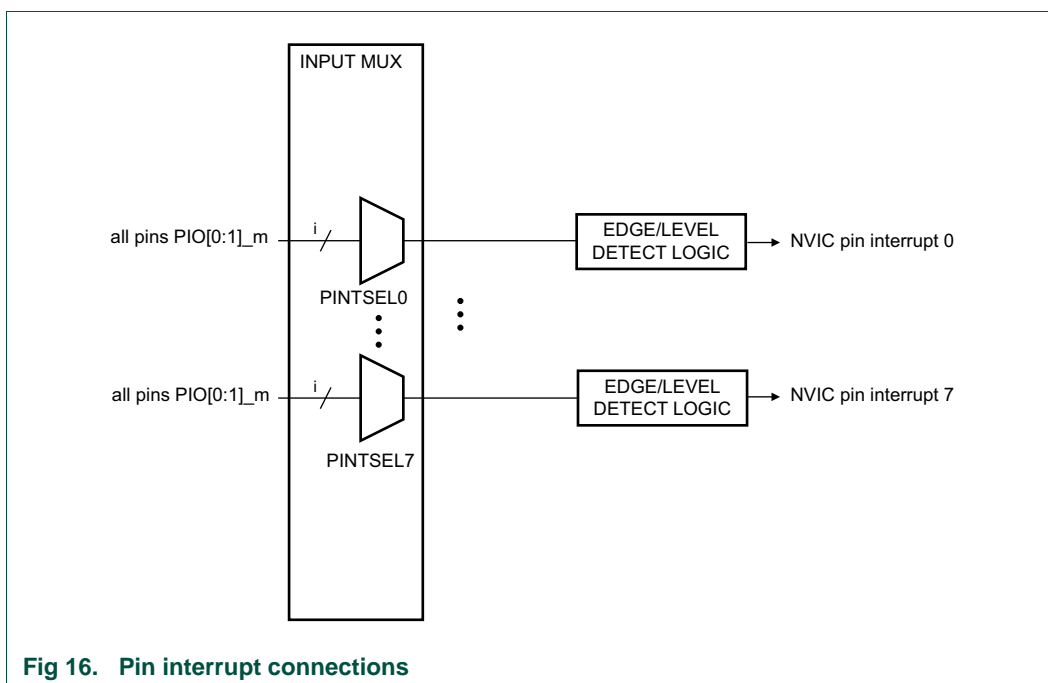 INPUT MUX
all pins PIO[0:1]_m
i
EDGE/LEVEL
DETECT LOGIC
NVIC pin interrupt 0
PINTSEL0
all pins PIO[0:1]_m
i
EDGE/LEVEL
DETECT LOGIC
NVIC pin interrupt 7
PINTSEL7
Fig 16. Pin interrupt connections